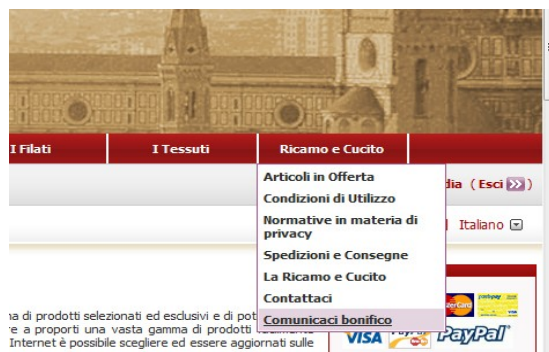 I Filati I Tessuti Ricamo e Cucito
Articoli in Offerta
dia (Esci)
Condizioni di Utilizzo
Normative in materia di
Italiano
privacy
Spedizioni e Consegne
La Ricamo e Cucito
Contattaci
Comunicaci bonifico
na di prodotti selezionati ed esclusivi e di pot
re a proporti una vasta gamma di prodotti
Internet è possibile scegliere ed essere aggiornati sulle
VISA PayPal